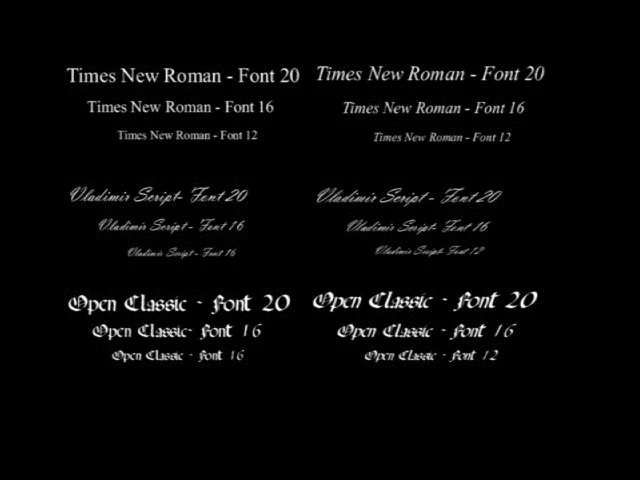 Times New Roman - Font 20
Times New Roman - Font 16
Times New Roman - Font 12
Vladimir Script- Font 20
Vladimir Script - Font 16
Vladimir Script - Font 16
Open Classic - Font 20
Open Classic- Font 16
Open Classic - Font 16
Times New Roman - Font 20
Times New Roman - Font 16
Times New Roman - Font 12
Vladimir Script - Font 20
Vladimir Script- Font 16
Vladimir Script- Font 12
Open Classic - Font 20
Open Classic - Font 16
Open Classic - Font 12